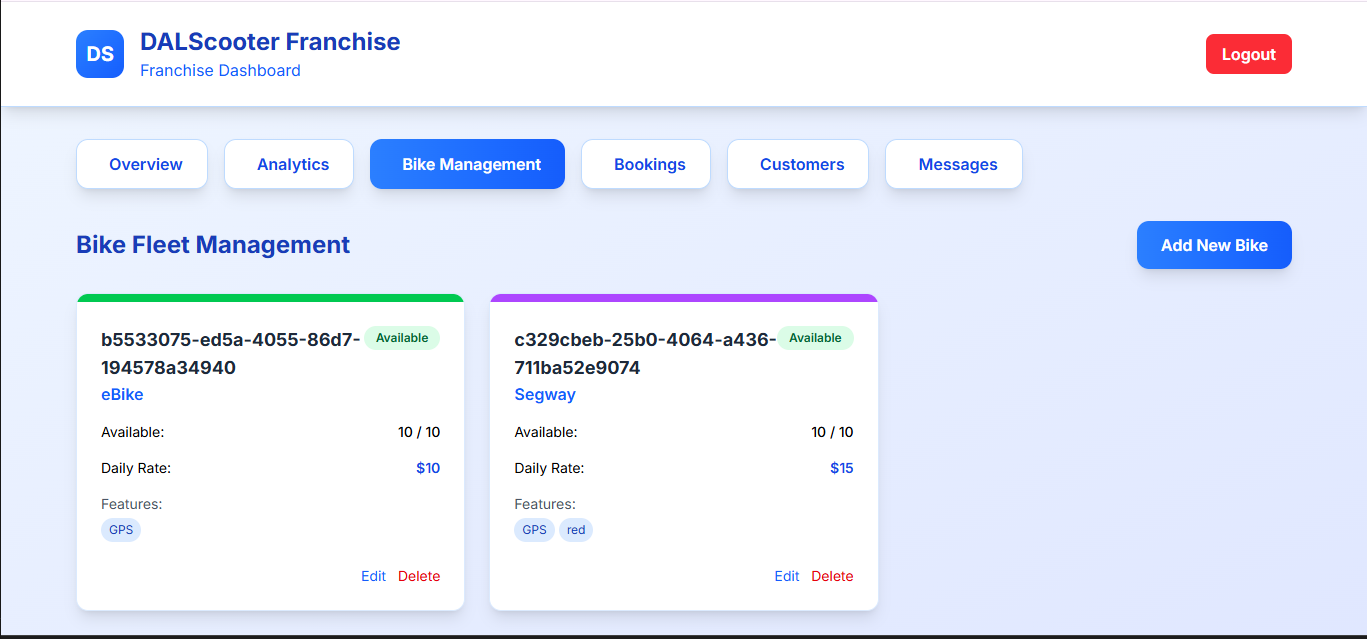 DS
DALScooter Franchise
Franchise Dashboard
Logout
Overview
Analytics
Bike Management
Bookings
Customers
Messages
Bike Fleet Management
Add New Bike
b5533075-ed5a-4055-86d7-
194578a34940
Available
eBike
Available: 10 / 10
Daily Rate: $10
Features:
GPS
Edit Delete
c329cbeb-25b0-4064-a436-
711ba52e9074
Available
Segway
Available: 10 / 10
Daily Rate: $15
Features:
GPS red
Edit Delete